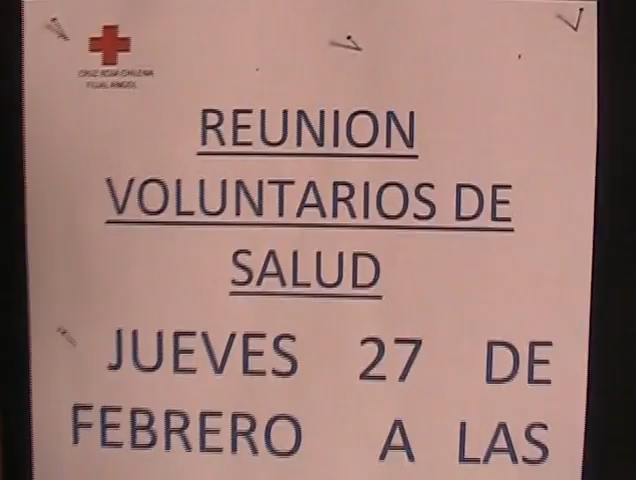 CRUZ ROJA CHILENA
FILIAL ANGOL
REUNION
VOLUNTARIOS DE
SALUD
JUEVES 27 DE
FEBRERO A LAS